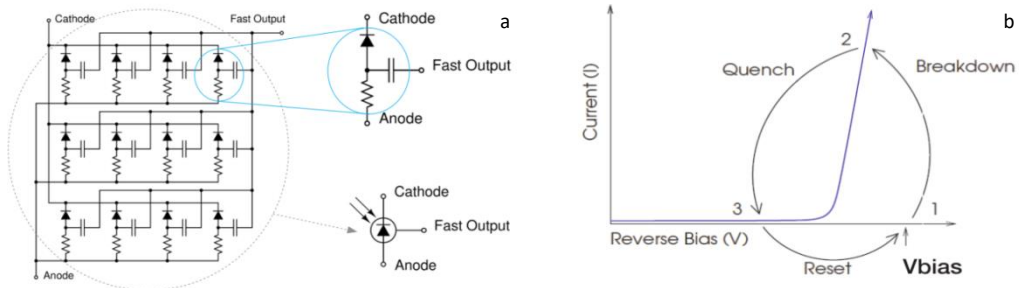 Cathode
Fast Output
a
Cathode
Fast Output
Anode
Cathode
Fast Output
Anode
Anode
b
Current (I)
2
Quench
Breakdown
3
1
Reverse Bias (V)
Reset
Vbias